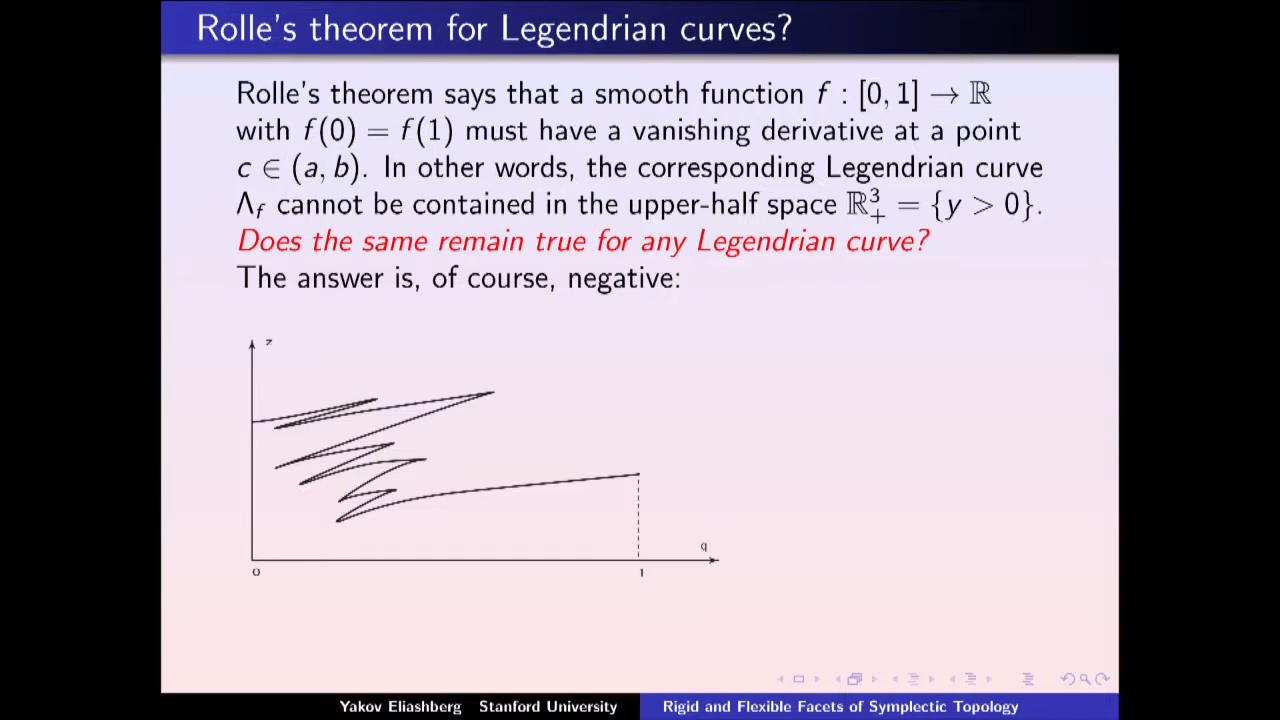 Rolle's theorem for Legendrian curves?
Rolle's theorem says that a smooth function f : [0, 1] → ℝ
with f(0) = f(1) must have a vanishing derivative at a point
c ∈ (a, b). In other words, the corresponding Legendrian curve
Λ_f cannot be contained in the upper-half space ℝ³₊ = {y > 0}.
Does the same remain true for any Legendrian curve?
The answer is, of course, negative:
z
q
0
1
Yakov Eliashberg Stanford University
Rigid and Flexible Facets of Symplectic Topology